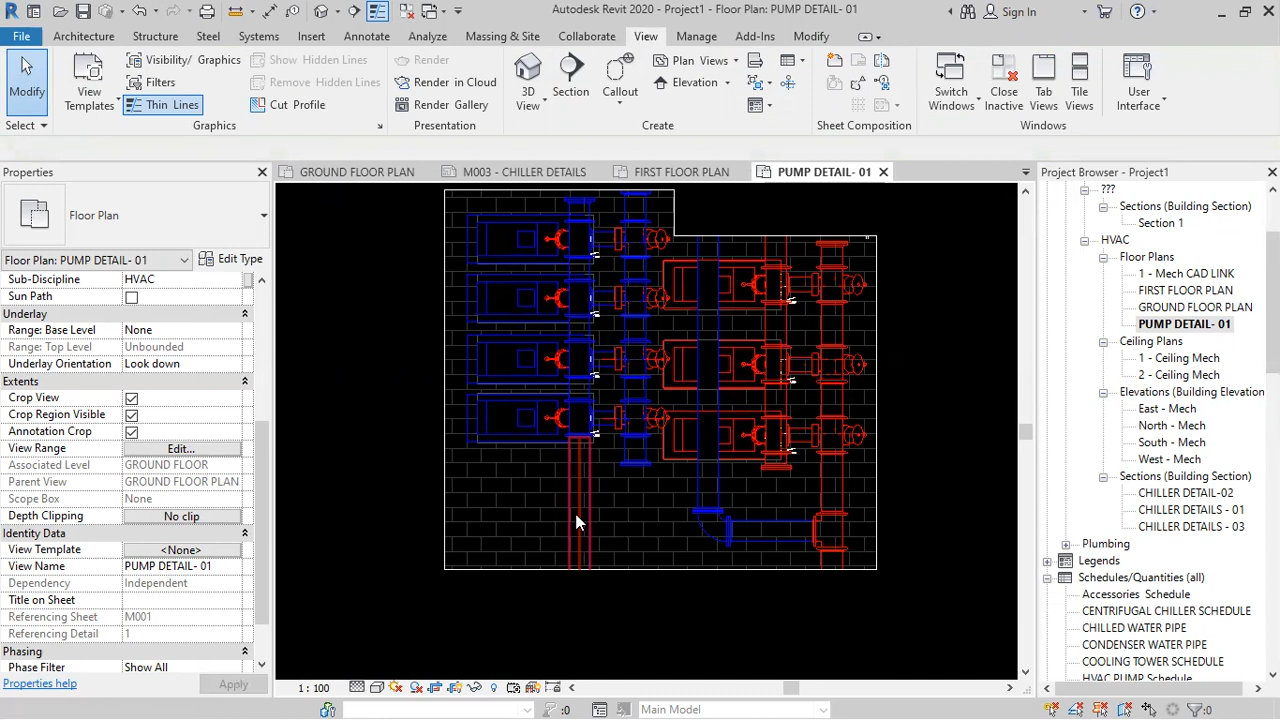 Autodesk Revit 2020 - Project1 - Floor Plan: PUMP DETAIL- 01
Sign In
File Architecture Structure Steel Systems Insert Annotate Analyze Massing & Site Collaborate View Manage Add-Ins Modify
Modify
Select
View
Templates
Visibility/ Graphics
Filters
Thin Lines
Show Hidden Lines
Remove Hidden Lines
Cut Profile
Graphics
Render
Render in Cloud
Render Gallery
Presentation
3D
View
Section
Callout
Plan Views
Elevation
Create
Sheet Composition
Switch
Windows
Close
Inactive
Tab
Views
Tile
Views
Windows
User
Interface
Properties
GROUND FLOOR PLAN
M003 - CHILLER DETAILS
FIRST FLOOR PLAN
PUMP DETAIL- 01
Project Browser - Project1
Floor Plan
Floor Plan: PUMP DETAIL- 01
Edit Type
Sub-Discipline HVAC
Sun Path
Underlay
Range: Base Level None
Range: Top Level Unbounded
Underlay Orientation Look down
Extents
Crop View
Crop Region Visible
Annotation Crop
View Range Edit...
Associated Level GROUND FLOOR
Parent View GROUND FLOOR PLAN
Scope Box None
Depth Clipping No clip
Identity Data
View Template <None>
View Name PUMP DETAIL- 01
Dependency Independent
Title on Sheet
Referencing Sheet M001
Referencing Detail 1
Phasing
Phase Filter Show All
Properties help
Apply
???
Sections (Building Section)
Section 1
HVAC
Floor Plans
1 - Mech CAD LINK
FIRST FLOOR PLAN
GROUND FLOOR PLAN
PUMP DETAIL- 01
Ceiling Plans
1 - Ceiling Mech
2 - Ceiling Mech
Elevations (Building Elevation
East - Mech
North - Mech
South - Mech
West - Mech
Sections (Building Section)
CHILLER DETAIL-02
CHILLER DETAILS - 01
CHILLER DETAIL - 03
Plumbing
Legends
Schedules/Quantities (all)
Accessories Schedule
CENTRIFUGAL CHILLER SCHEDULE
CHILLED WATER PIPE
CONDENSER WATER PIPE
COOLING TOWER SCHEDULE
HVAC PUMP Schedule
1 : 100
:0
Main Model
:0